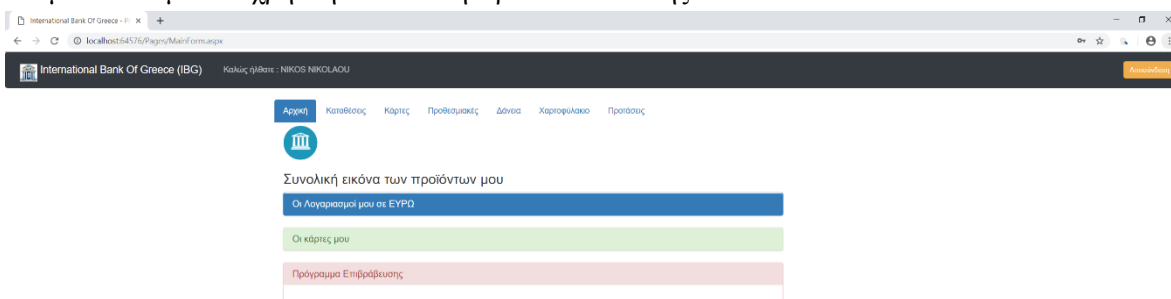 International Bank Of Greece - P
localhost:64576/Pages/MainForm.aspx
International Bank Of Greece (IBG) Καλώς ήλθατε : NIKOS NIKOLAOU Αποσύνδεση
Αρχική Καταθέσεις Κάρτες Προθεσμιακές Δάνεια Χαρτοφύλακιο Προτάσεις
Συνολική εικόνα των προϊόντων μου
Οι Λογαριασμοί μου σε ΕΥΡΩ
Οι κάρτες μου
Πρόγραμμα Επιβράβευσης